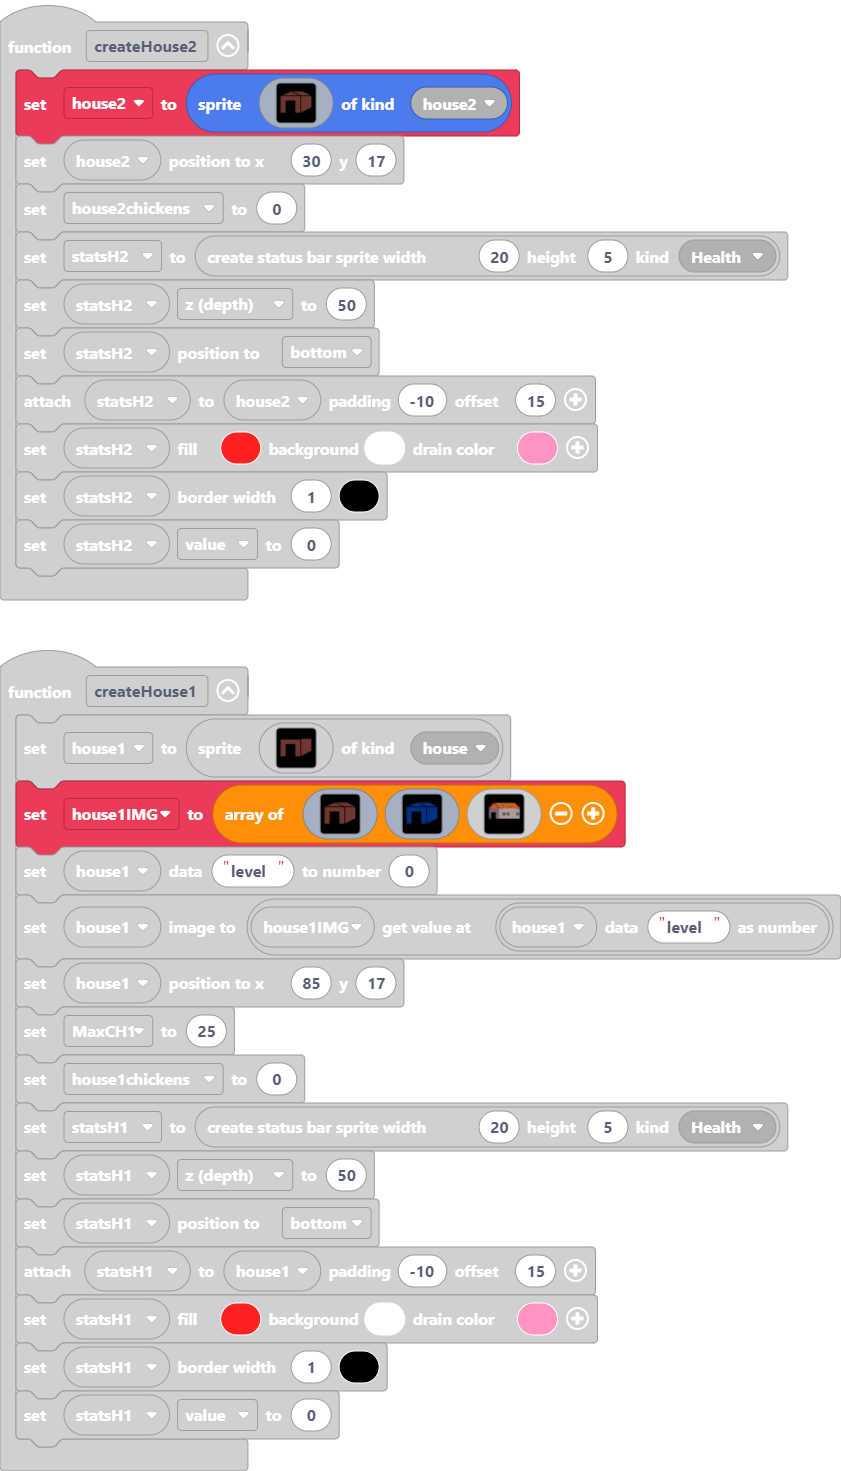 function createHouse2
set house2 to sprite of kind house2
set house2 position to x 30 y 17
set house2chickens to 0
set statsH2 to create status bar sprite width 20 height 5 kind Health
set statsH2 z (depth) to 50
set statsH2 position to bottom
attach statsH2 to house2 padding -10 offset 15
set statsH2 fill background drain color
set statsH2 border width 1
set statsH2 value to 0
function createHouse1
set house1 to sprite of kind house
set house1IMG to array of
set house1 data "level" to number 0
set house1 image to house1IMG get value at house1 data "level" as number
set house1 position to x 85 y 17
set MaxCH1 to 25
set house1chickens to 0
set statsH1 to create status bar sprite width 20 height 5 kind Health
set statsH1 z (depth) to 50
set statsH1 position to bottom
attach statsH1 to house1 padding -10 offset 15
set statsH1 fill background drain color
set statsH1 border width 1
set statsH1 value to 0